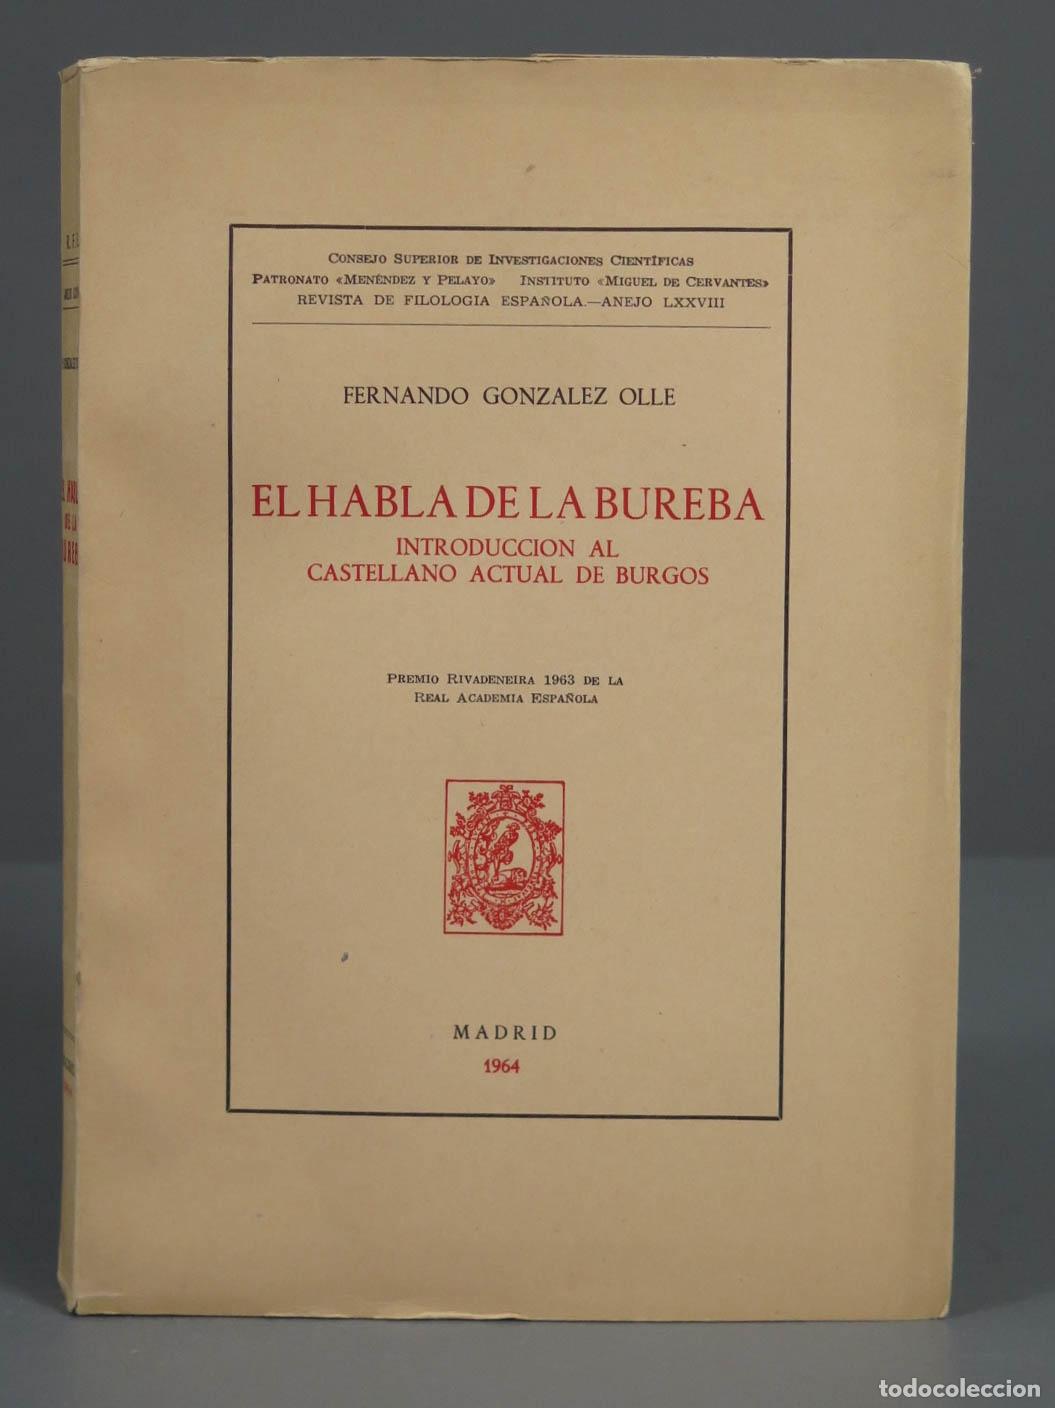 CONSEJO SUPERIOR DE INVESTIGACIONES CIENTÍFICAS
PATRONATO «MENÉNDEZ Y PELAYO» INSTITUTO «MIGUEL DE CERVANTES»
REVISTA DE FILOLOGIA ESPAÑOLA.—ANEJO LXXVIII
FERNANDO GONZALEZ OLLE
EL HABLA DE LA BUREBA
INTRODUCCION AL
CASTELLANO ACTUAL DE BURGOS
PREMIO RIVADENEIRA 1963 DE LA
REAL ACADEMIA ESPAÑOLA
MADRID
1964
todocoleccion